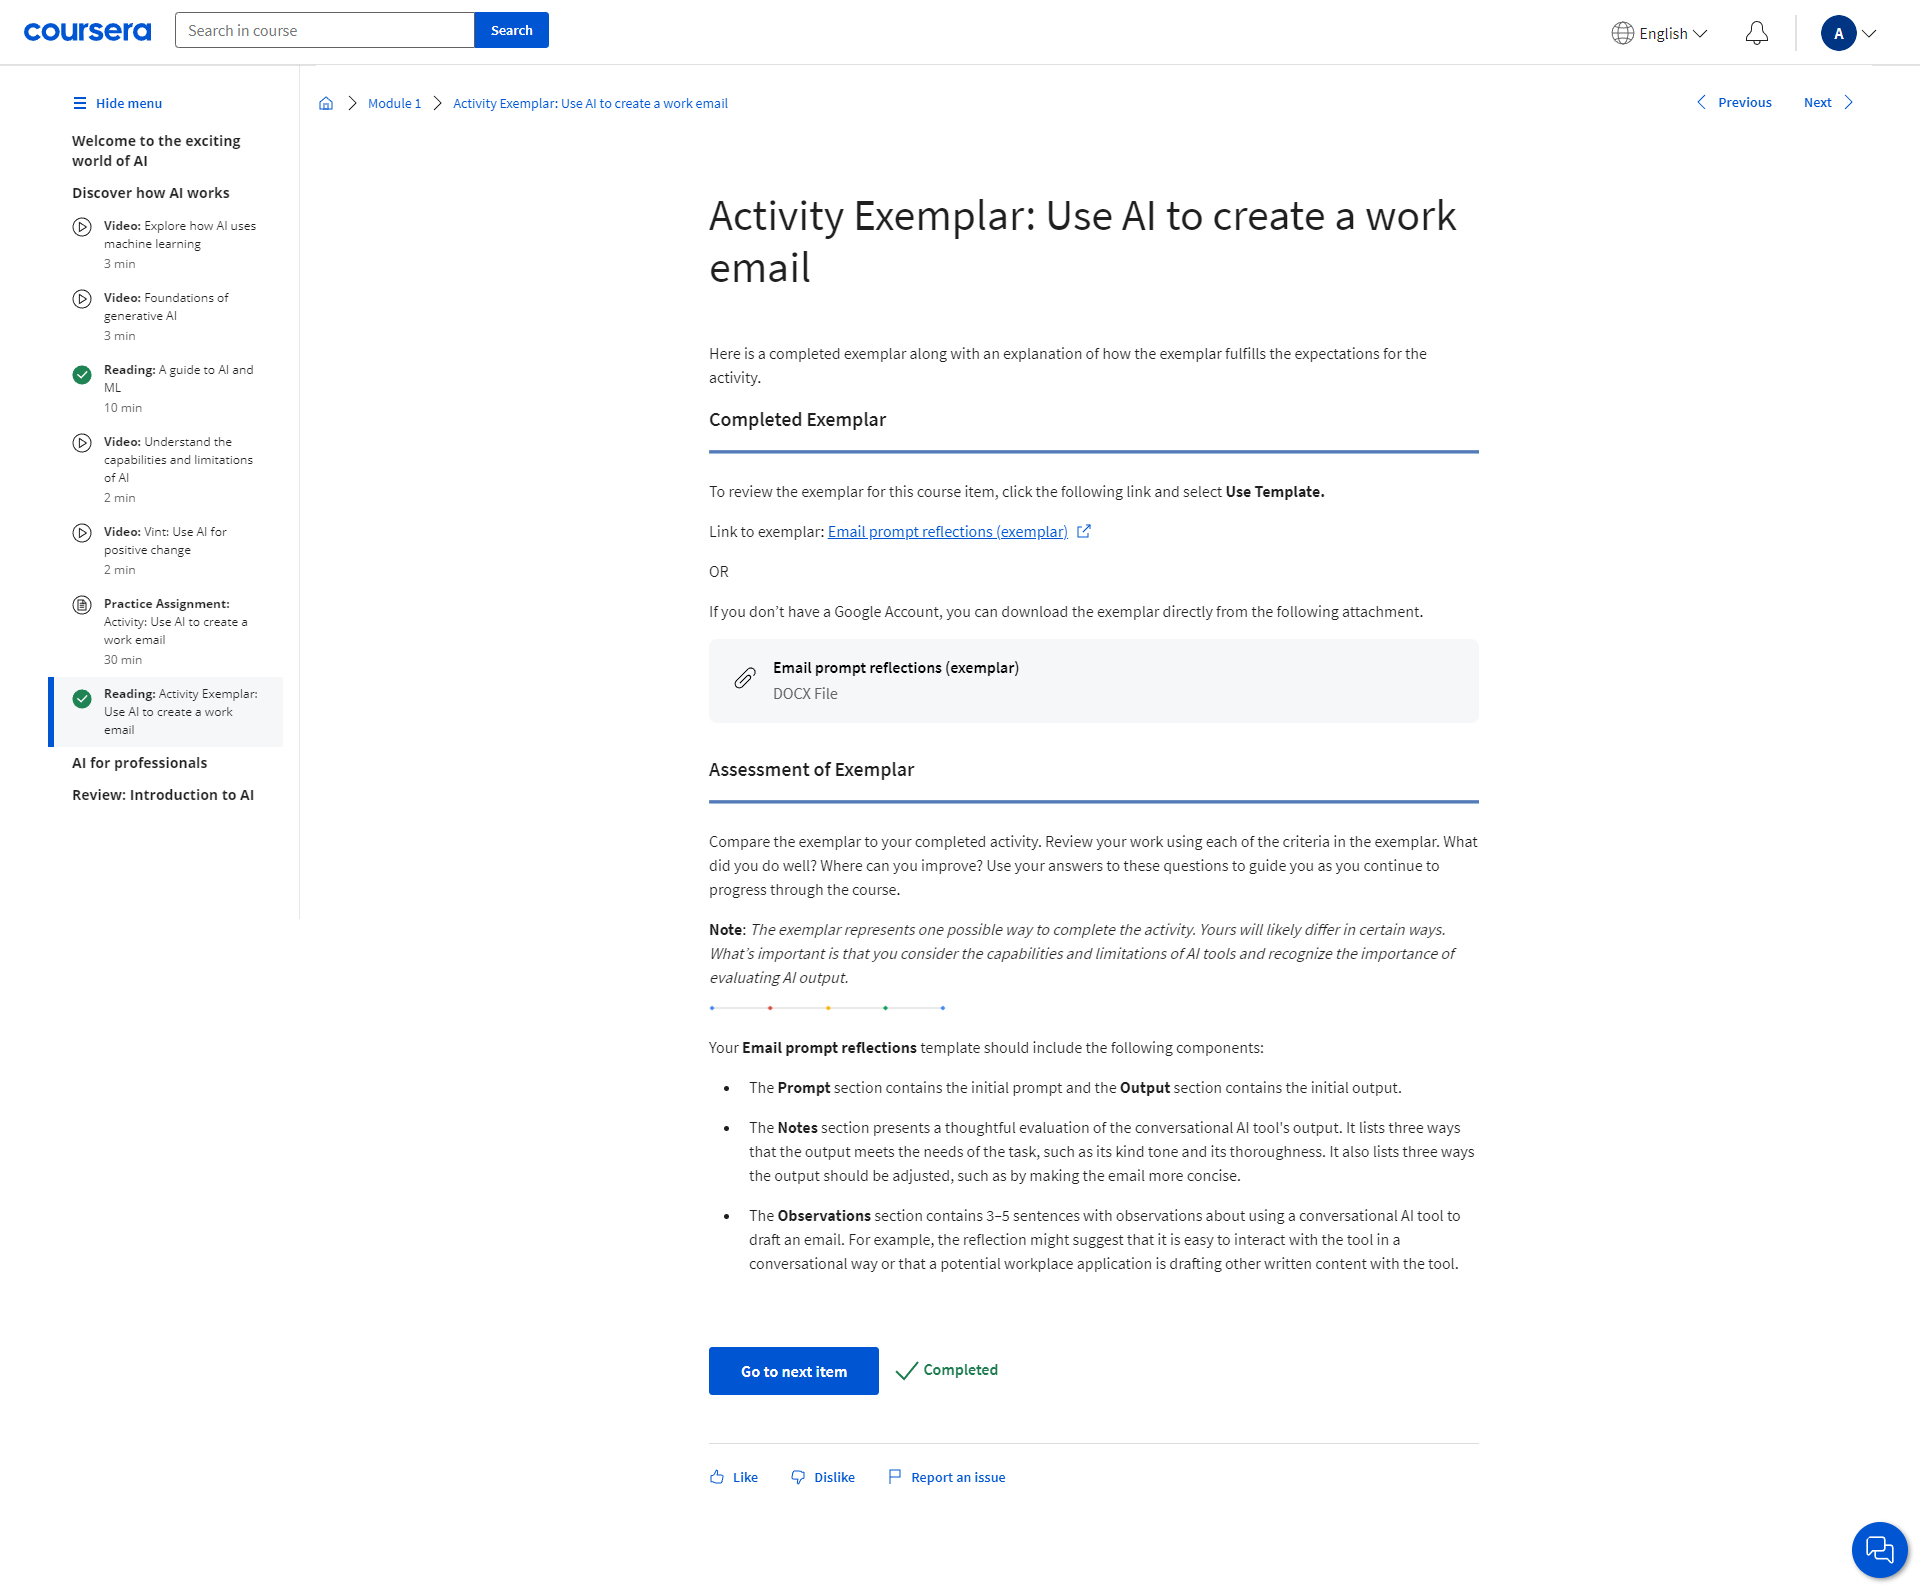 coursera
Search in course
Search
English
A
Hide menu
Welcome to the exciting
world of AI
Discover how AI works
Video: Explore how AI uses
machine learning
3 min
Video: Foundations of
generative AI
3 min
Reading: A guide to AI and
ML
10 min
Video: Understand the
capabilities and limitations
of AI
2 min
Video: Vint: Use AI for
positive change
2 min
Practice Assignment:
Activity: Use AI to create a
work email
30 min
Reading: Activity Exemplar:
Use AI to create a work
email
AI for professionals
Review: Introduction to AI
Module 1
Activity Exemplar: Use AI to create a work email
Previous
Next
Activity Exemplar: Use AI to create a work
email
Here is a completed exemplar along with an explanation of how the exemplar fulfills the expectations for the
activity.
Completed Exemplar
To review the exemplar for this course item, click the following link and select Use Template.
Link to exemplar: Email prompt reflections (exemplar)
OR
If you don’t have a Google Account, you can download the exemplar directly from the following attachment.
Email prompt reflections (exemplar)
DOCX File
Assessment of Exemplar
Compare the exemplar to your completed activity. Review your work using each of the criteria in the exemplar. What
did you do well? Where can you improve? Use your answers to these questions to guide you as you continue to
progress through the course.
Note: The exemplar represents one possible way to complete the activity. Yours will likely differ in certain ways.
What’s important is that you consider the capabilities and limitations of AI tools and recognize the importance of
evaluating AI output.
Your Email prompt reflections template should include the following components:
• The Prompt section contains the initial prompt and the Output section contains the initial output.
• The Notes section presents a thoughtful evaluation of the conversational AI tool's output. It lists three ways
that the output meets the needs of the task, such as its kind tone and its thoroughness. It also lists three ways
the output should be adjusted, such as by making the email more concise.
• The Observations section contains 3–5 sentences with observations about using a conversational AI tool to
draft an email. For example, the reflection might suggest that it is easy to interact with the tool in a
conversational way or that a potential workplace application is drafting other written content with the tool.
Go to next item
Completed
Like
Dislike
Report an issue